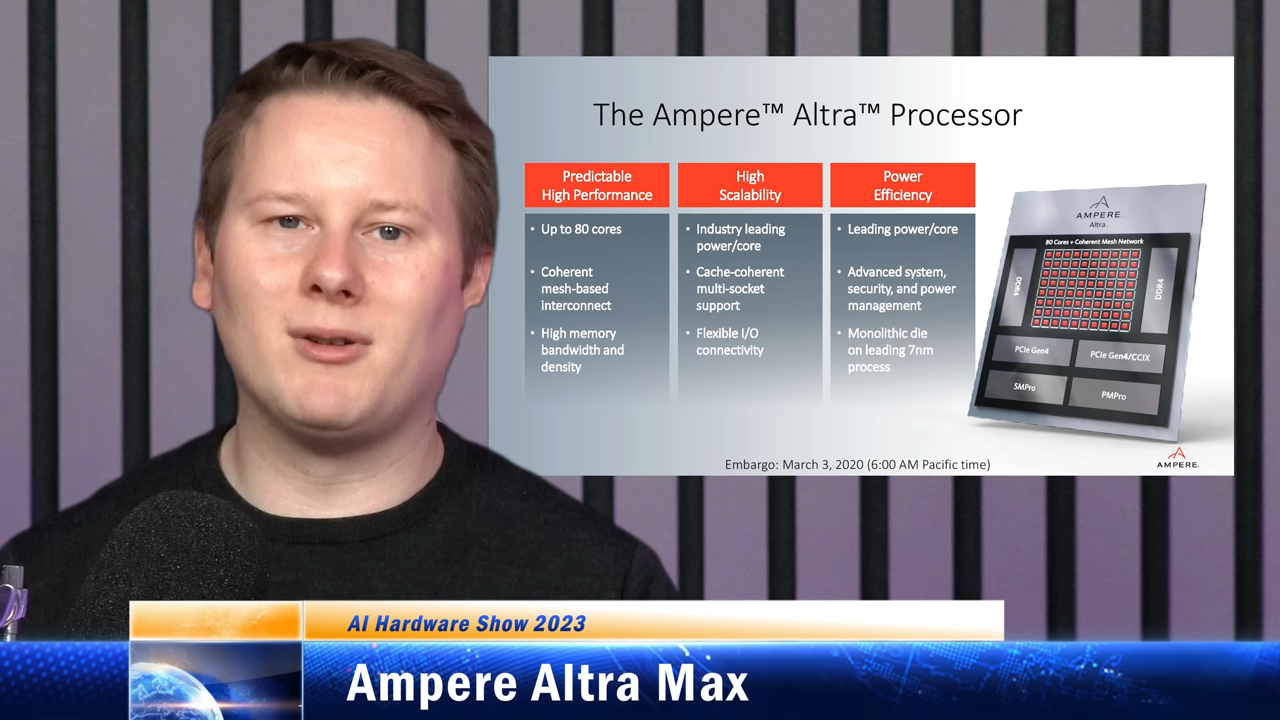 The Ampere™ Altra™ Processor
Predictable
High Performance
• Up to 80 cores
• Coherent
mesh-based
interconnect
• High memory
bandwidth and
density
High
Scalability
• Industry leading
power/core
• Cache-coherent
multi-socket
support
• Flexible I/O
connectivity
Power
Efficiency
• Leading power/core
• Advanced system,
security, and power
management
• Monolithic die
on leading 7nm
process
AMPERE.
Altra.
80 Cores + Coherent Mesh Network
DDR4
DDR4
PCIe Gen4
PCIe Gen4/CCIX
SMPro
PMPro
Embargo: March 3, 2020 (6:00 AM Pacific time)
AMPERE.
AI Hardware Show 2023
Ampere Altra Max